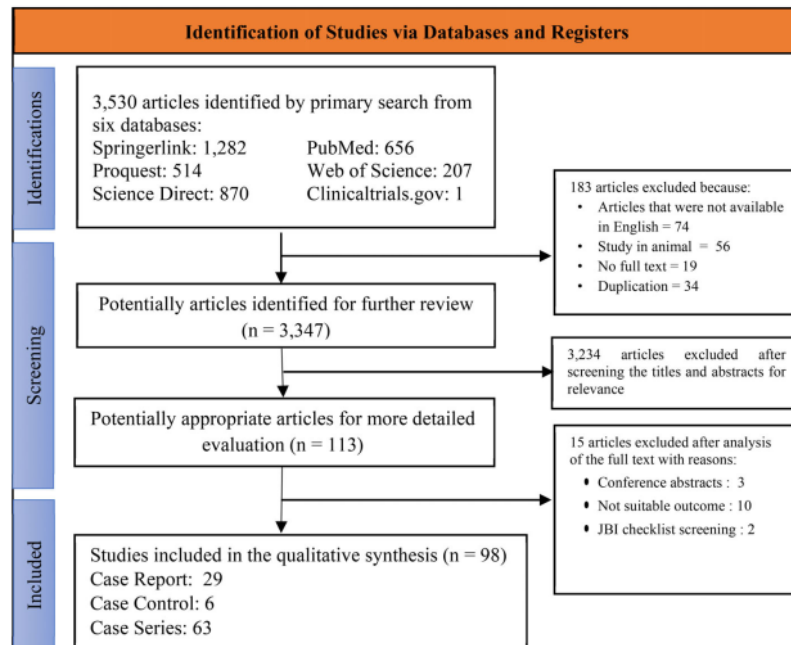 Identification of Studies via Databases and Registers
Identifications
3,530 articles identified by primary search from
six databases:
Springerlink: 1,282 PubMed: 656
Proquest: 514 Web of Science: 207
Science Direct: 870 Clinicaltrials.gov: 1
183 articles excluded because:
• Articles that were not available
in English = 74
• Study in animal = 56
• No full text = 19
• Duplication = 34
Screening
Potentially articles identified for further review
(n = 3,347)
3,234 articles excluded after
screening the titles and abstracts for
relevance
Potentially appropriate articles for more detailed
evaluation (n = 113)
15 articles excluded after analysis
of the full text with reasons:
• Conference abstracts : 3
• Not suitable outcome : 10
• JBI checklist screening : 2
Included
Studies included in the qualitative synthesis (n = 98)
Case Report: 29
Case Control: 6
Case Series: 63